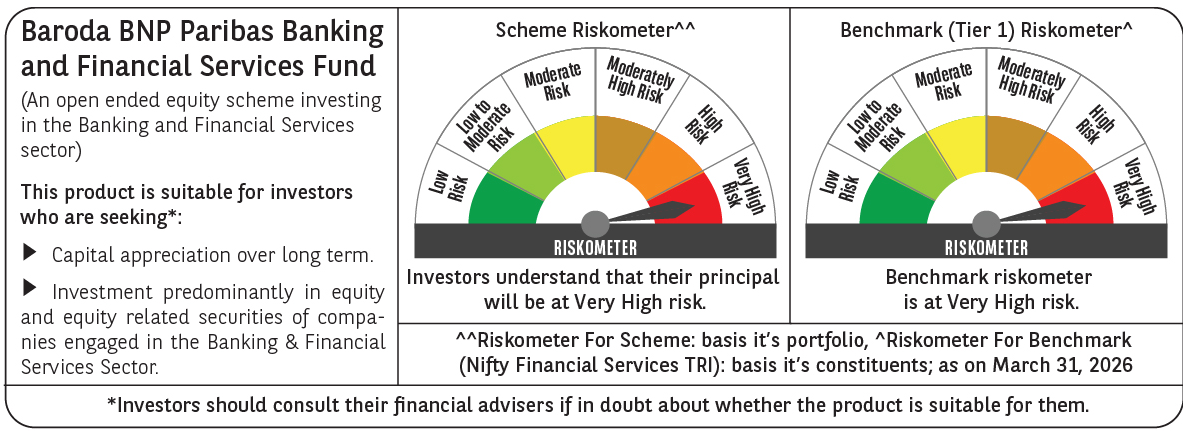 Baroda BNP Paribas Banking
and Financial Services Fund
(An open ended equity scheme investing
in the Banking and Financial Services
sector)
This product is suitable for investors
who are seeking*:
▶ Capital appreciation over long term.
▶ Investment predominantly in equity
and equity related securities of compa-
nies engaged in the Banking & Financial
Services Sector.
Scheme Riskometer^^
Low
Risk
Low to
Moderate
Risk
Moderate
Risk
Moderately
High Risk
High
Risk
Very High
Risk
RISKOMETER
Investors understand that their principal
will be at Very High risk.
Benchmark (Tier 1) Riskometer^
Low
Risk
Low to
Moderate
Risk
Moderate
Risk
Moderately
High Risk
High
Risk
Very High
Risk
RISKOMETER
Benchmark riskometer
is at Very High risk.
^^Riskometer For Scheme: basis it's portfolio, ^Riskometer For Benchmark
(Nifty Financial Services TRI): basis it's constituents; as on March 31, 2026
*Investors should consult their financial advisers if in doubt about whether the product is suitable for them.